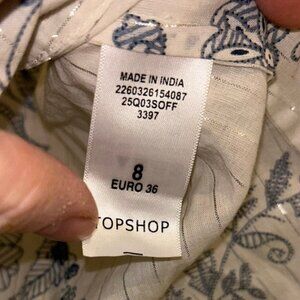 MADE IN INDIA
2260326154087
25Q03SOFF
3397
8
EURO 36
TOPSHOP